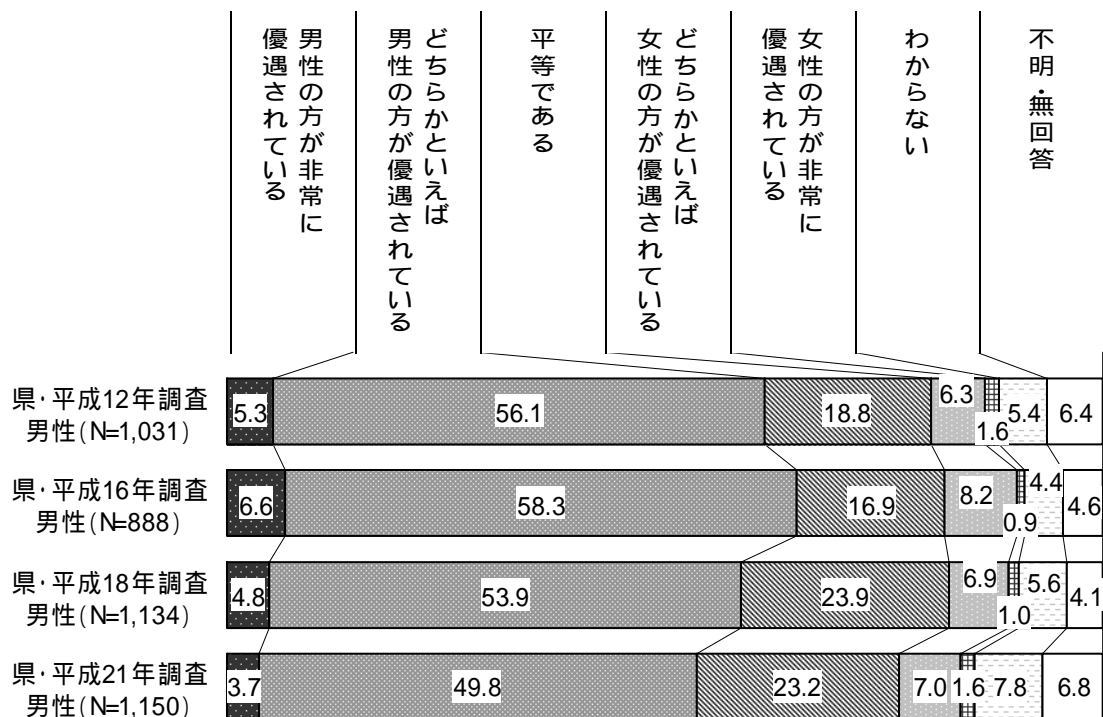 男性の方が非常に
優遇されている
どちらかといえば
男性の方が優遇されている
平等である
どちらかといえば
女性の方が優遇されている
女性の方が非常に
優遇されている
わからない
不明・無回答
県・平成12年調査
男性(N=1,031)
5.3
56.1
18.8
6.3
1.6
5.4
6.4
県・平成16年調査
男性(N=888)
6.6
58.3
16.9
8.2
0.9
4.4
4.6
県・平成18年調査
男性(N=1,134)
4.8
53.9
23.9
6.9
1.0
5.6
4.1
県・平成21年調査
男性(N=1,150)
3.7
49.8
23.2
7.0
1.6
7.8
6.8